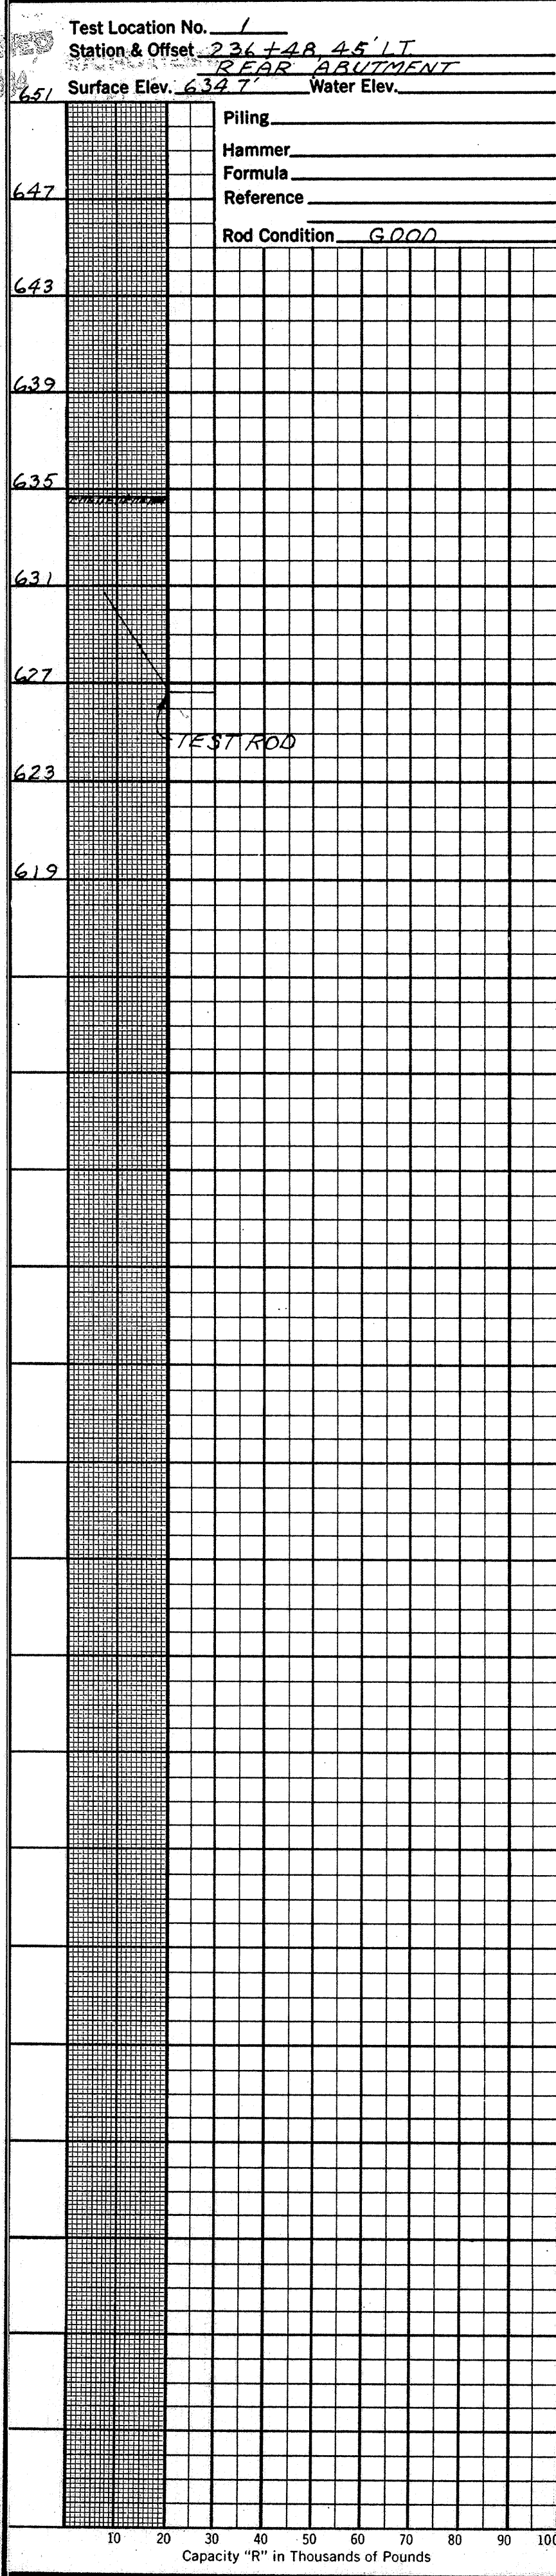 Test Location No. 1
Station & Offset 236+48, 45' LT.
REAR ABUTMENT
Surface Elev. 634.7' Water Elev.
651
Piling
Hammer
Formula
647
Reference
Rod Condition GOOD
643
639
635
631
627
TEST ROD
623
619
10 20 30 40 50 60 70 80 90 100
Capacity "R" in Thousands of Pounds